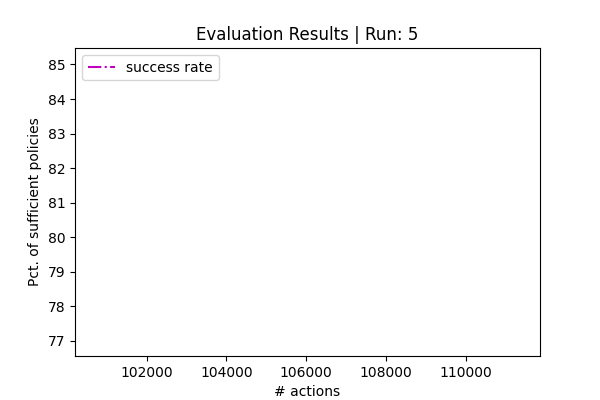 Evaluation Results | Run: 5
success rate
Pct. of sufficient policies
85
84
83
82
81
80
79
78
77
102000 104000 106000 108000 110000
# actions